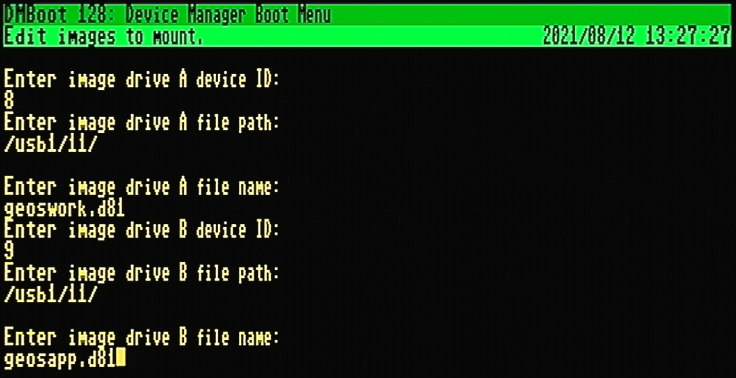 DMBoot 128: Device Manager Boot Menu
Edit images to mount. 2021/08/12 13:27:27
Enter image drive A device ID:
8
Enter image drive A file path:
/usb1/11/
Enter image drive A file name:
geoswork.d81
Enter image drive B device ID:
9
Enter image drive B file path:
/usb1/11/
Enter image drive B file name:
geosapp.d81